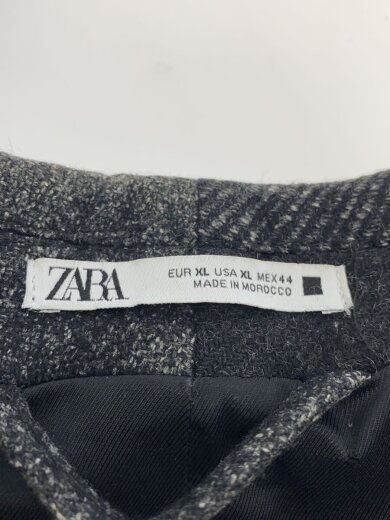 ZARA
EUR XL USA XL MEX 44
MADE IN MOROCCO